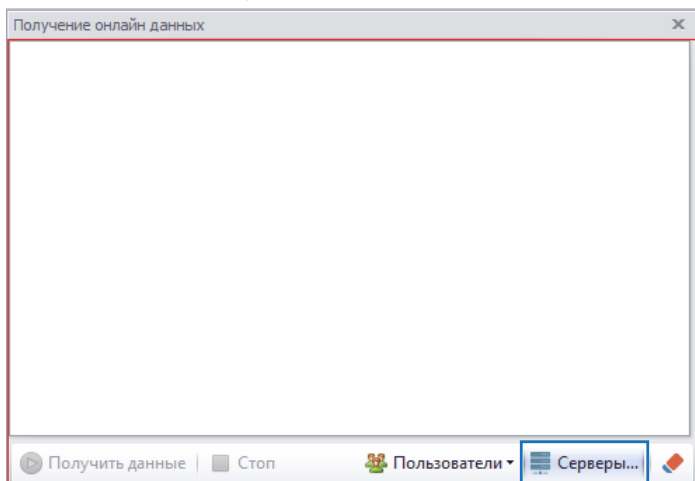 Получение онлайн данных
Получить данные Стоп Пользователи Серверы...